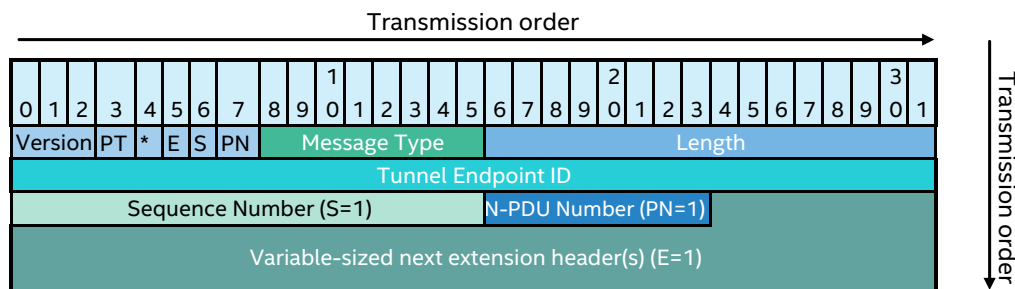 Transmission order
1 2 3
0 1 2 3 4 5 6 7 8 9 0 1 2 3 4 5 6 7 8 9 0 1 2 3 4 5 6 7 8 9 0 1
Version PT * E S PN Message Type Length
Tunnel Endpoint ID
Sequence Number (S=1) N-PDU Number (PN=1)
Variable-sized next extension header(s) (E=1)
Transmission order